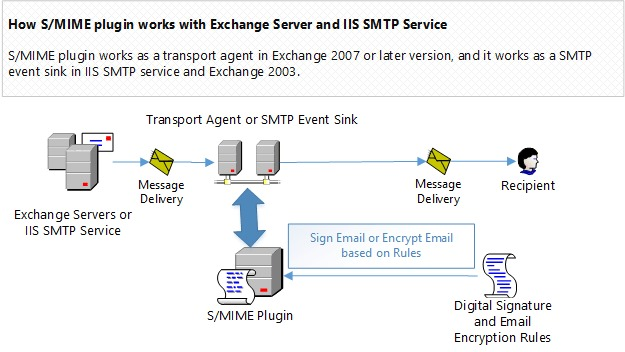 How S/MIME plugin works with Exchange Server and IIS SMTP Service
S/MIME plugin works as a transport agent in Exchange 2007 or later version, and it works as a SMTP
event sink in IIS SMTP service and Exchange 2003.
Transport Agent or SMTP Event Sink
Message
Delivery
Message
Delivery
Recipient
Exchange Servers or
IIS SMTP Service
Sign Email or Encrypt Email
based on Rules
S/MIME Plugin
Digital Signature
and Email
Encryption Rules